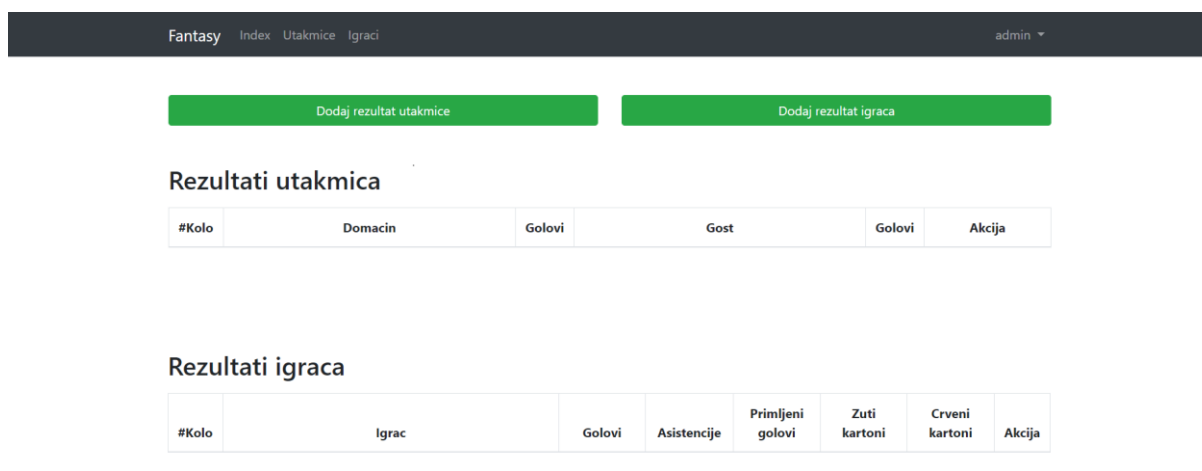 Fantasy Index Utakmice Igraci admin
Dodaj rezultat utakmice Dodaj rezultat igraca
Rezultati utakmica
#Kolo Domacin Golovi Gost Golovi Akcija
Rezultati igraca
#Kolo Igrac Golovi Asistencije Primljeni golovi Zuti kartoni Crveni kartoni Akcija